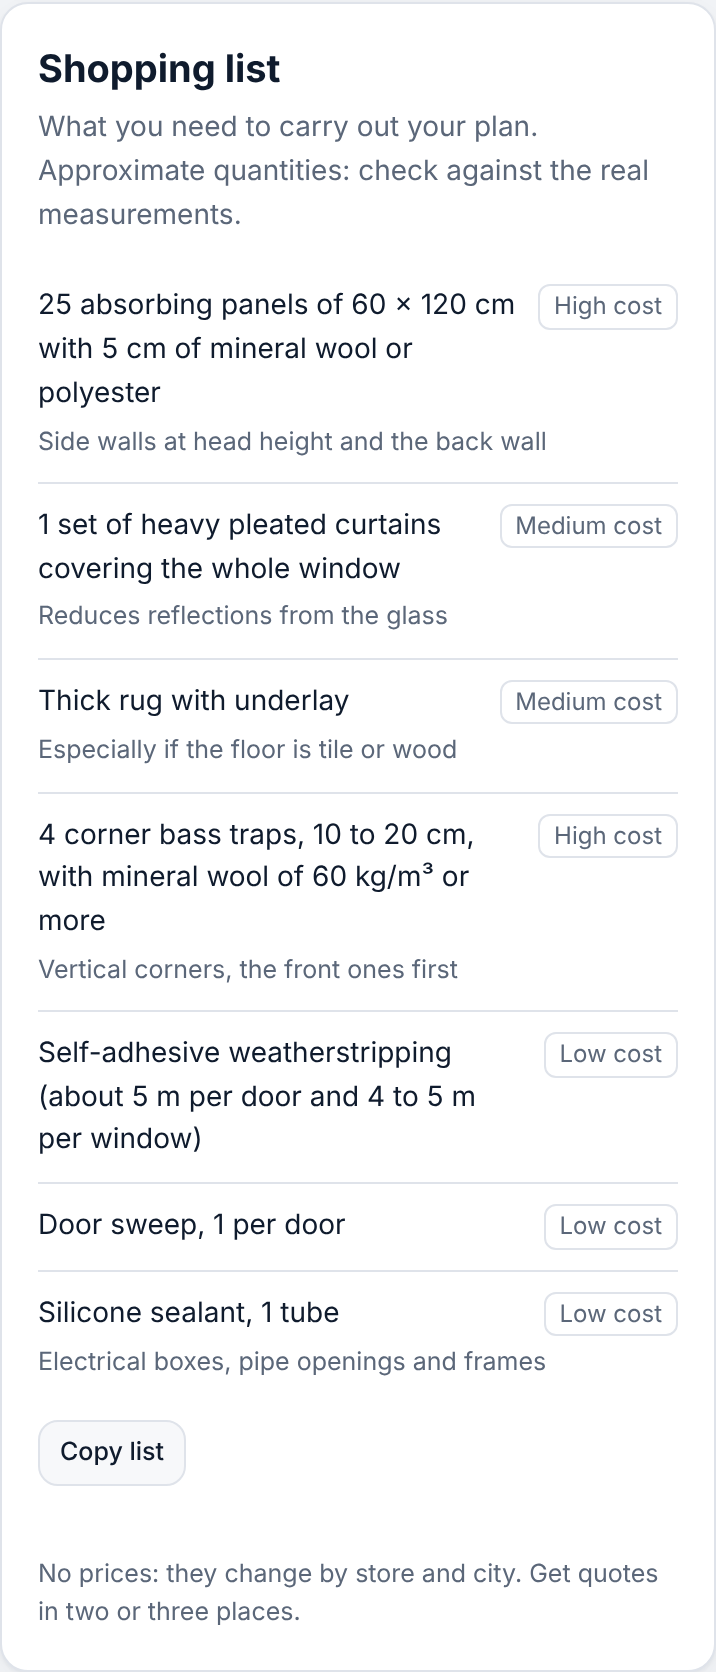 Shopping list
What you need to carry out your plan.
Approximate quantities: check against the real
measurements.
25 absorbing panels of 60 × 120 cm
with 5 cm of mineral wool or
polyester
High cost
Side walls at head height and the back wall
1 set of heavy pleated curtains
covering the whole window
Medium cost
Reduces reflections from the glass
Thick rug with underlay
Medium cost
Especially if the floor is tile or wood
4 corner bass traps, 10 to 20 cm,
with mineral wool of 60 kg/m³ or
more
High cost
Vertical corners, the front ones first
Self-adhesive weatherstripping
(about 5 m per door and 4 to 5 m
per window)
Low cost
Door sweep, 1 per door
Low cost
Silicone sealant, 1 tube
Low cost
Electrical boxes, pipe openings and frames
Copy list
No prices: they change by store and city. Get quotes
in two or three places.